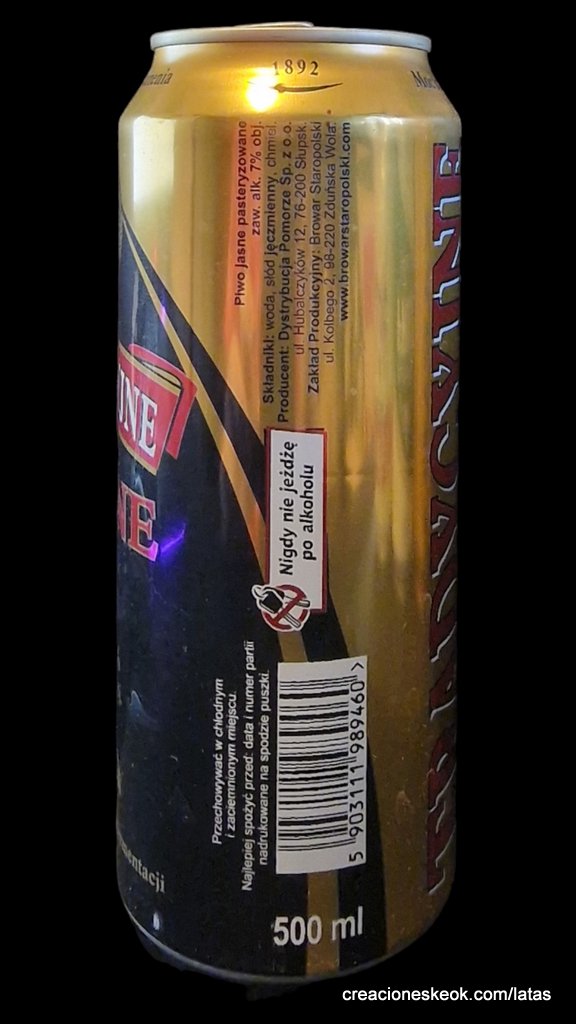 1892
Piwo jasne pasteryzowane
zaw. alk. 7% obj.
Składniki: woda, słód jęczmienny, chmiel.
Producent: Dystrybucja Pomorze Sp. z o.o.
ul. Hubalczyków 12, 76-200 Słupsk.
Zakład Produkcyjny: Browar Staropolski
ul. Kolbego 2, 98-220 Zduńska Wola.
www.browarstaropolski.com
Nigdy nie jeżdżę
po alkoholu
Przechowywać w chłodnym
i zaciemnionym miejscu.
Najlepiej spożyć przed: data i numer partii
nadrukowane na spodzie puszki.
5 903111 989460 >
500 ml
creacioneskeok.com/latas